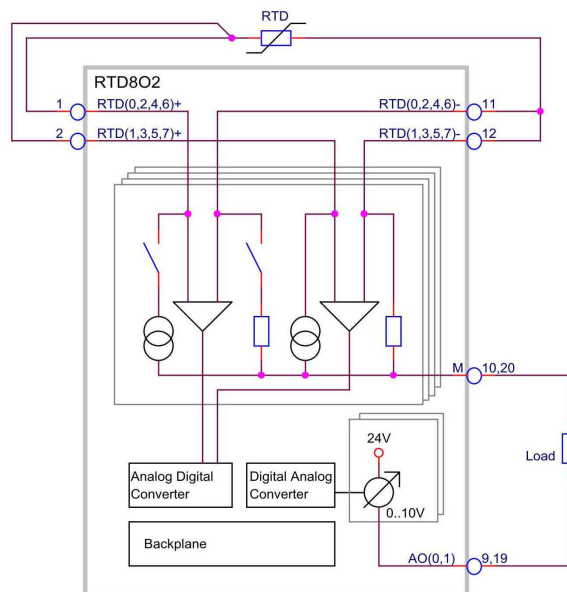 RTD
RTD8O2
1 RTD(0,2,4,6)+ RTD(0,2,4,6)- 11
2 RTD(1,3,5,7)+ RTD(1,3,5,7)- 12
M 10,20
24V
Load
Analog Digital
Converter
Digital Analog
Converter
0..10V
Backplane
AO(0,1) 9,19